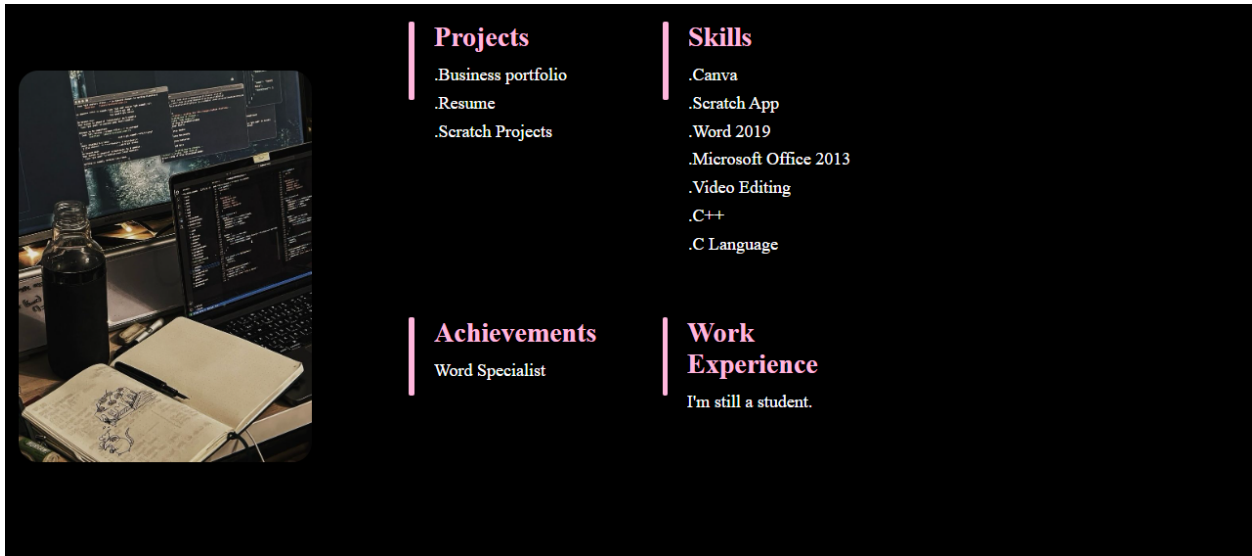 Projects
.Business portfolio
.Resume
.Scratch Projects
Skills
.Canva
.Scratch App
.Word 2019
.Microsoft Office 2013
.Video Editing
.C++
.C Language
Achievements
Word Specialist
Work
Experience
I'm still a student.